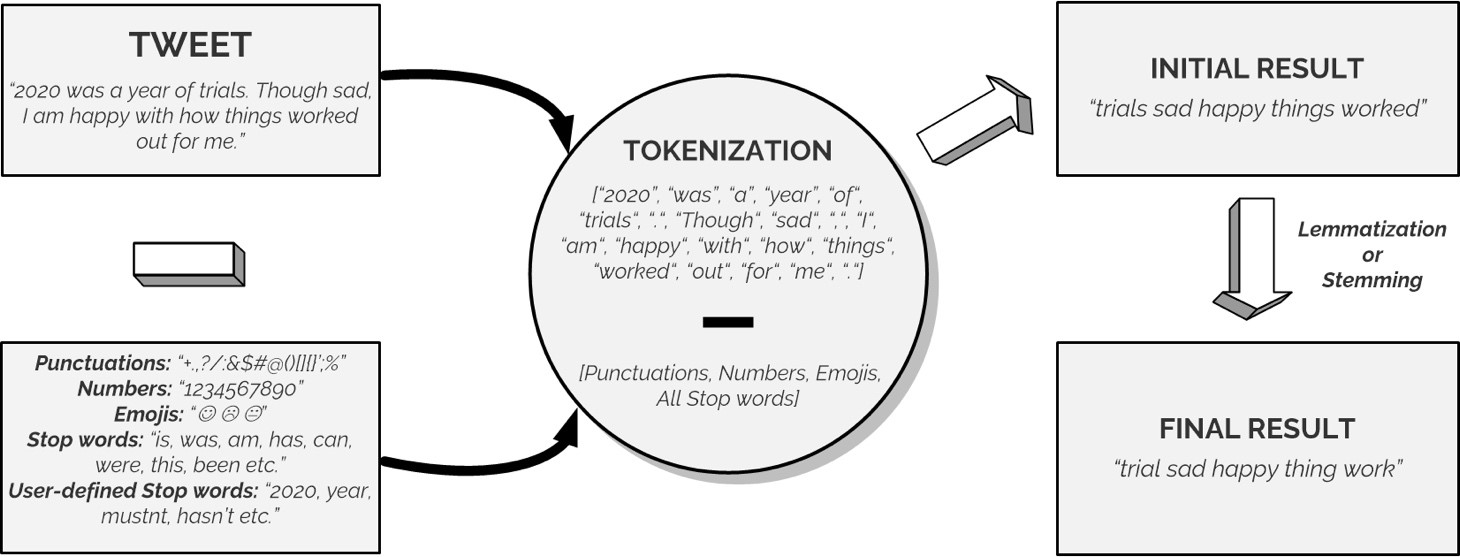 TWEET
“2020 was a year of trials. Though sad,
I am happy with how things worked
out for me.”
Punctuations: “+.,?/:&$#@()[][]}’;%”
Numbers: “1234567890”
Emojis: “☺☹😐”
Stop words: “is, was, am, has, can,
were, this, been etc.”
User-defined Stop words: “2020, year,
mustnt, hasn’t etc.”
TOKENIZATION
[“2020”, “was”, “a”, “year”, “of“,
“trials“, “.“, “Though“, “sad“, “,“, “I“,
“am“, “happy“, “with“, “how“, “things“,
“worked“, “out“, “for“, “me“, “.“]
[Punctuations, Numbers, Emojis,
All Stop words]
INITIAL RESULT
“trials sad happy things worked”
Lemmatization
or
Stemming
FINAL RESULT
“trial sad happy thing work”